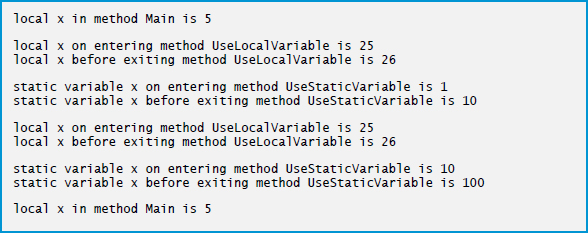 local x in method Main is 5
local x on entering method UseLocalVariable is 25
local x before exiting method UseLocalVariable is 26
static variable x on entering method UseStaticVariable is 1
static variable x before exiting method UseStaticVariable is 10
local x on entering method UseLocalVariable is 25
local x before exiting method UseLocalVariable is 26
static variable x on entering method UseStaticVariable is 10
static variable x before exiting method UseStaticVariable is 100
local x in method Main is 5